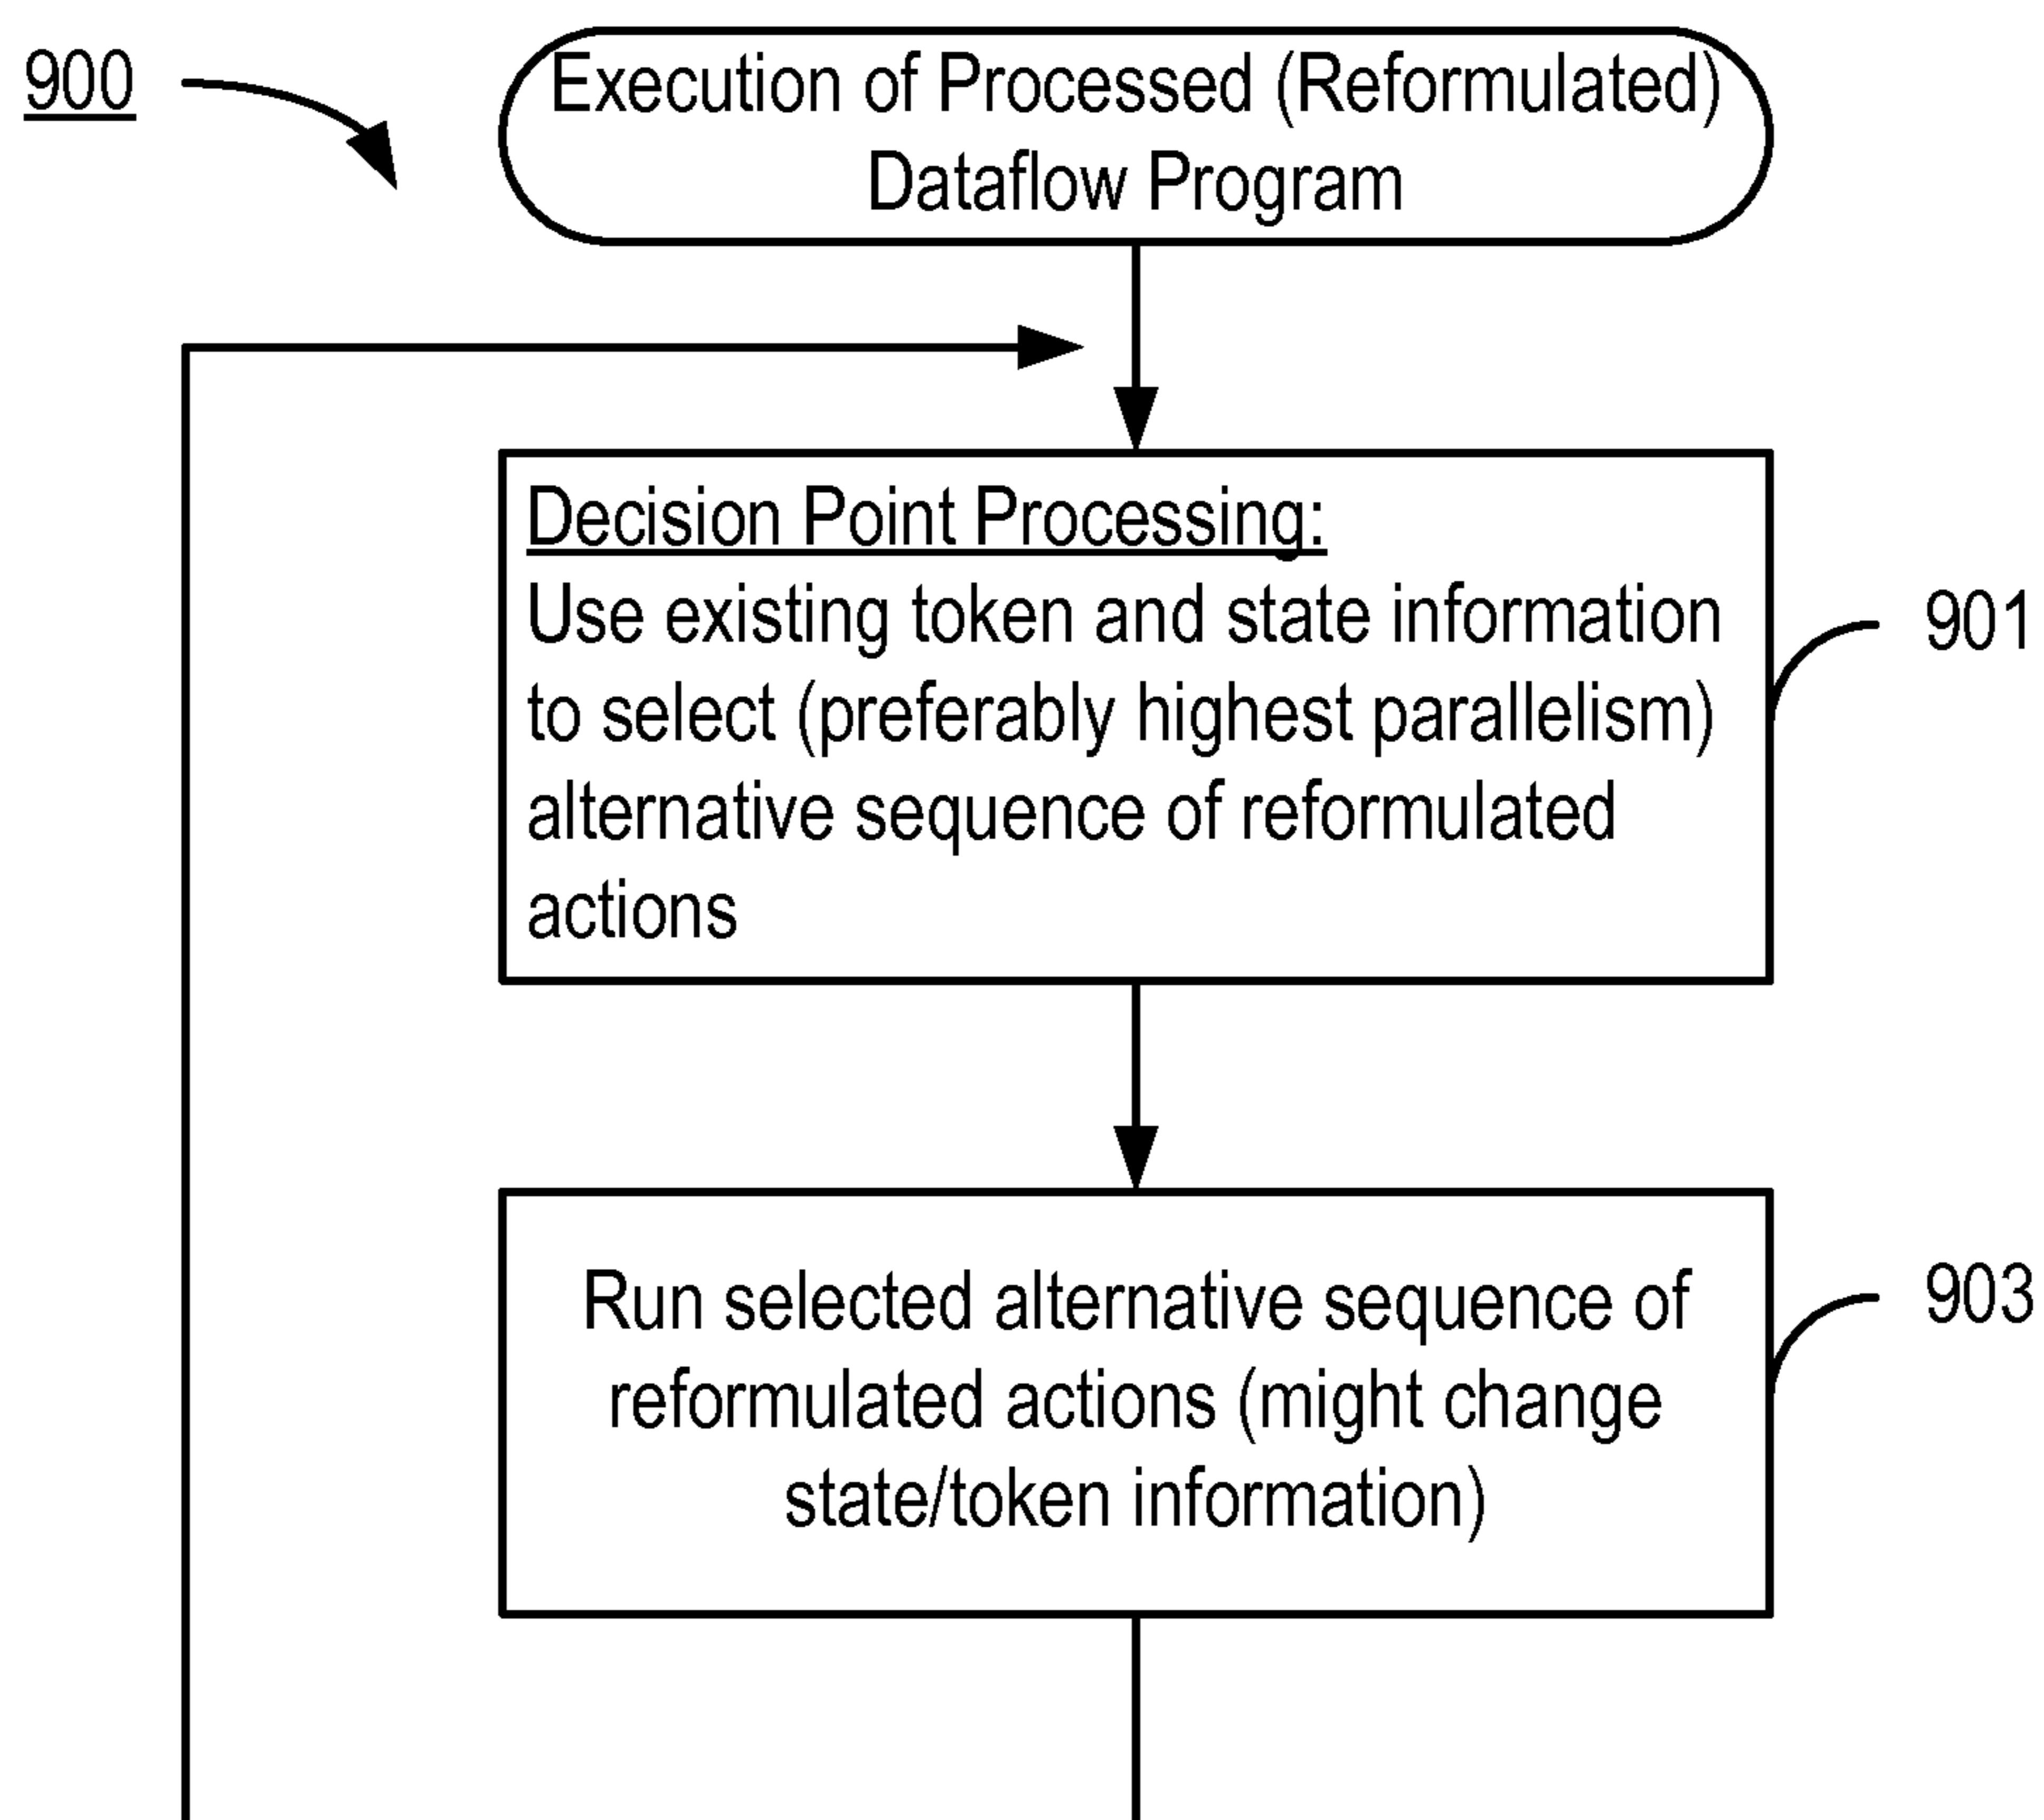 900
Execution of Processed (Reformulated)
Dataflow Program
Decision Point Processing:
Use existing token and state information
to select (preferably highest parallelism)
alternative sequence of reformulated
actions
901
Run selected alternative sequence of
reformulated actions (might change
state/token information)
903